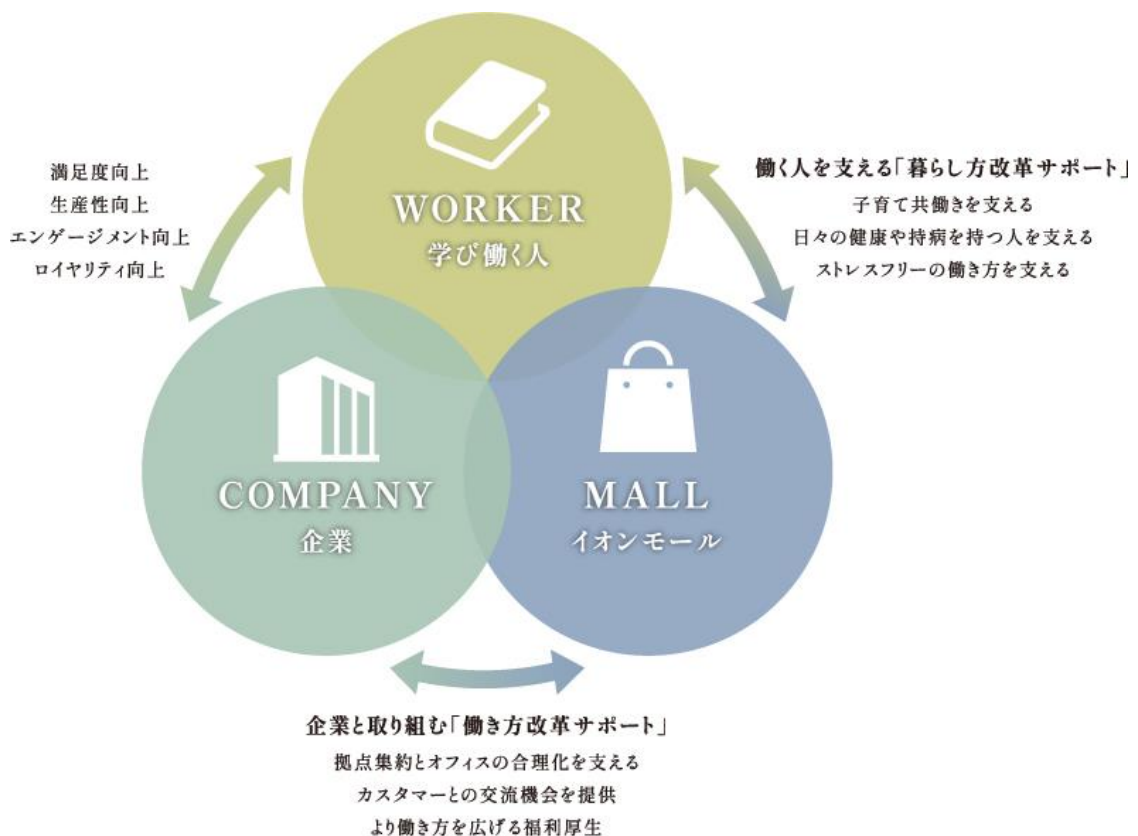 WORKER
学び働く人
満足度向上
生産性向上
エンゲージメント向上
ロイヤリティ向上
働く人を支える「暮らし方改革サポート」
子育て共働きを支える
日々の健康や持病を持つ人を支える
ストレスフリーの働き方を支える
COMPANY
企業
MALL
イオンモール
企業と取り組む「働き方改革サポート」
拠点集約とオフィスの合理化を支える
カスタマーとの交流機会を提供
より働き方を広げる福利厚生